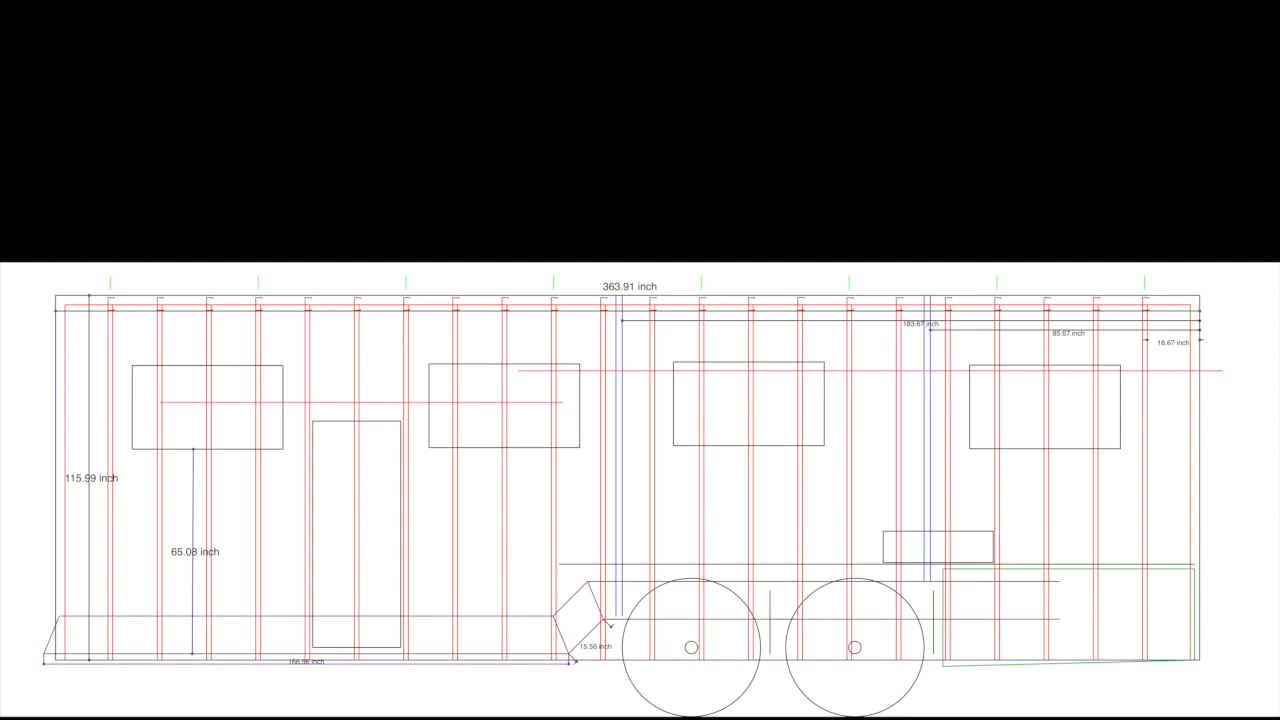 363.91 inch
183.67 inch
85.67 inch
16.67 inch
115.99 inch
65.08 inch
15.56 inch
166.96 inch